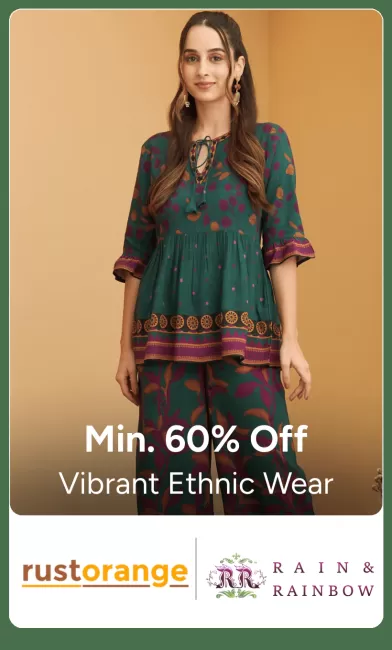 Min. 60% Off
Vibrant Ethnic Wear
rustorange
RR
RAIN &
RAINBOW